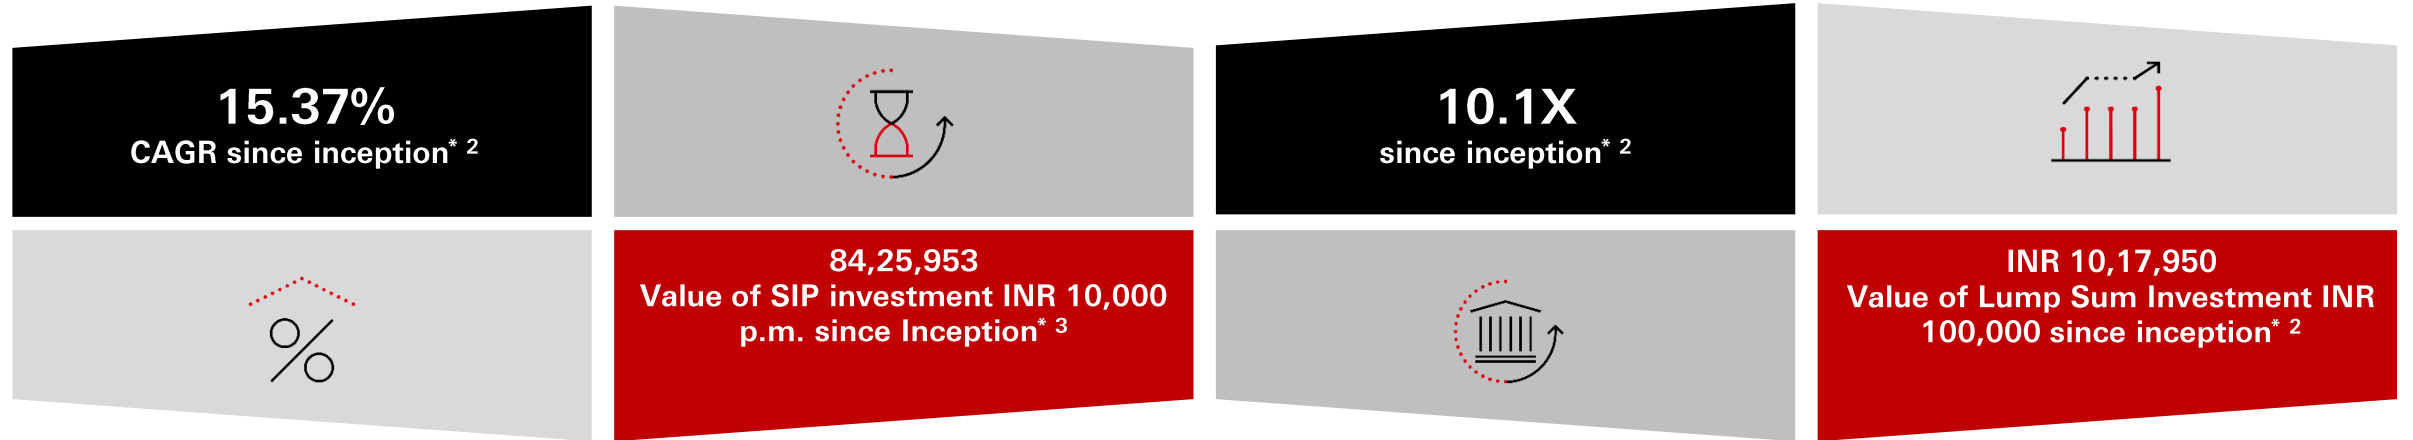 15.37%
CAGR since inception* 2
10.1X
since inception* 2
84,25,953
Value of SIP investment INR 10,000
p.m. since Inception* 3
INR 10,17,950
Value of Lump Sum Investment INR
100,000 since inception* 2